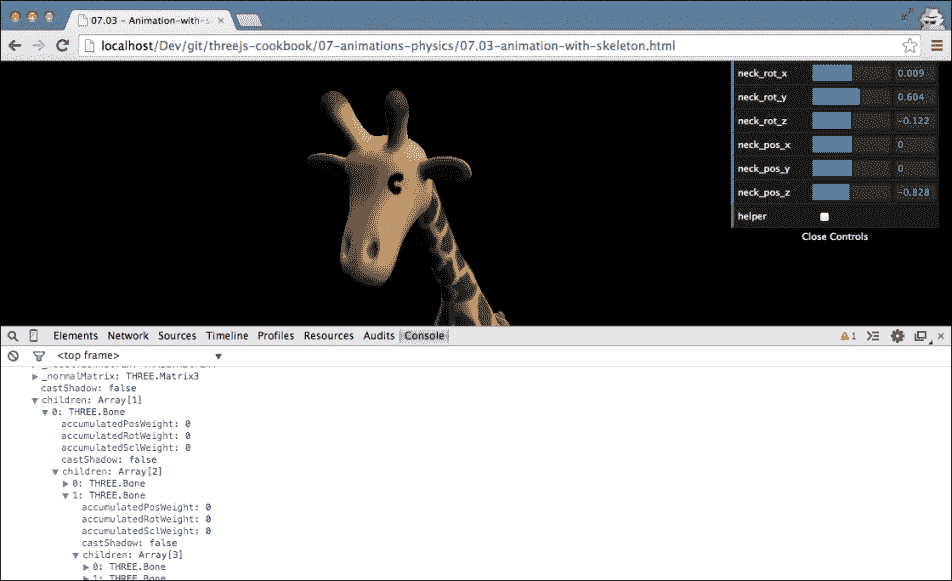 07.03 - Animation-with-s
localhost/Dev/git/threejs-cookbook/07-animations-physics/07.03-animation-with-skeleton.html
neck_rot_x 0.009
neck_rot_y 0.604
neck_rot_z -0.122
neck_pos_x 0
neck_pos_y 0
neck_pos_z -0.828
helper
Close Controls
Elements Network Sources Timeline Profiles Resources Audits Console 1
<top frame>
_normalMatrix: THREE.Matrix3
castShadow: false
children: Array[1]
0: THREE.Bone
accumulatedPosWeight: 0
accumulatedRotWeight: 0
accumulatedSclWeight: 0
castShadow: false
children: Array[2]
0: THREE.Bone
1: THREE.Bone
accumulatedPosWeight: 0
accumulatedRotWeight: 0
accumulatedSclWeight: 0
castShadow: false
children: Array[3]
0: THREE.Bone
1: THREE.Bone